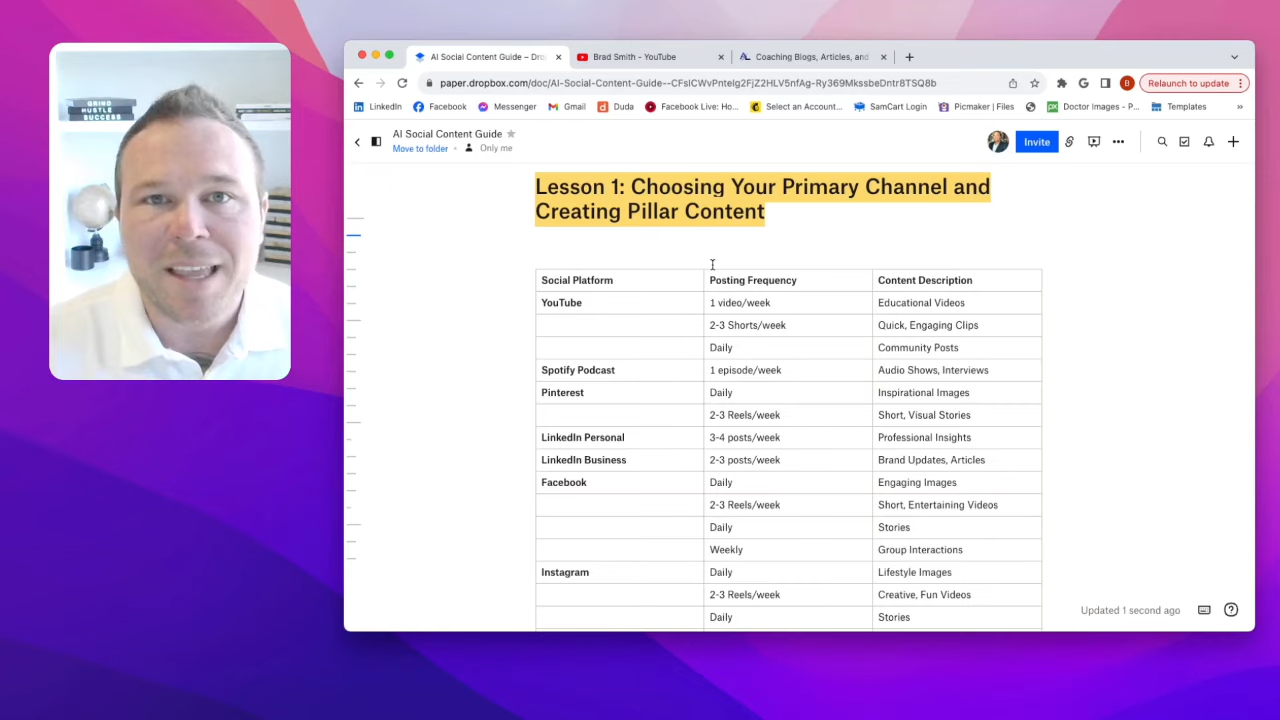 GRIND
HUSTLE
SUCCESS
AI Social Content Guide – Dro
Brad Smith - YouTube
Coaching Blogs, Articles, and
paper.dropbox.com/doc/AI-Social-Content-Guide--CFslCWvPntelg2FjZ2HLV5nfAg-Ry369MkssbeDntr8TSQ8b
B
Relaunch to update
LinkedIn
Facebook
Messenger
Gmail
Duda
Facebook Live: Ho...
Select Account...
SamCart Login
Picmaker | Files
Doctor Images - P...
Templates
»
AI Social Content Guide
Move to folder • Only me
Invite
Lesson 1: Choosing Your Primary Channel and
Creating Pillar Content
Social Platform Posting Frequency Content Description
YouTube 1 video/week Educational Videos
2-3 Shorts/week Quick, Engaging Clips
Daily Community Posts
Spotify Podcast 1 episode/week Audio Shows, Interviews
Pinterest Daily Inspirational Images
2-3 Reels/week Short, Visual Stories
LinkedIn Personal 3-4 posts/week Professional Insights
LinkedIn Business 2-3 posts/week Brand Updates, Articles
Facebook Daily Engaging Images
2-3 Reels/week Short, Entertaining Videos
Daily Stories
Weekly Group Interactions
Instagram Daily Lifestyle Images
2-3 Reels/week Creative, Fun Videos
Daily Stories
Updated 1 second ago